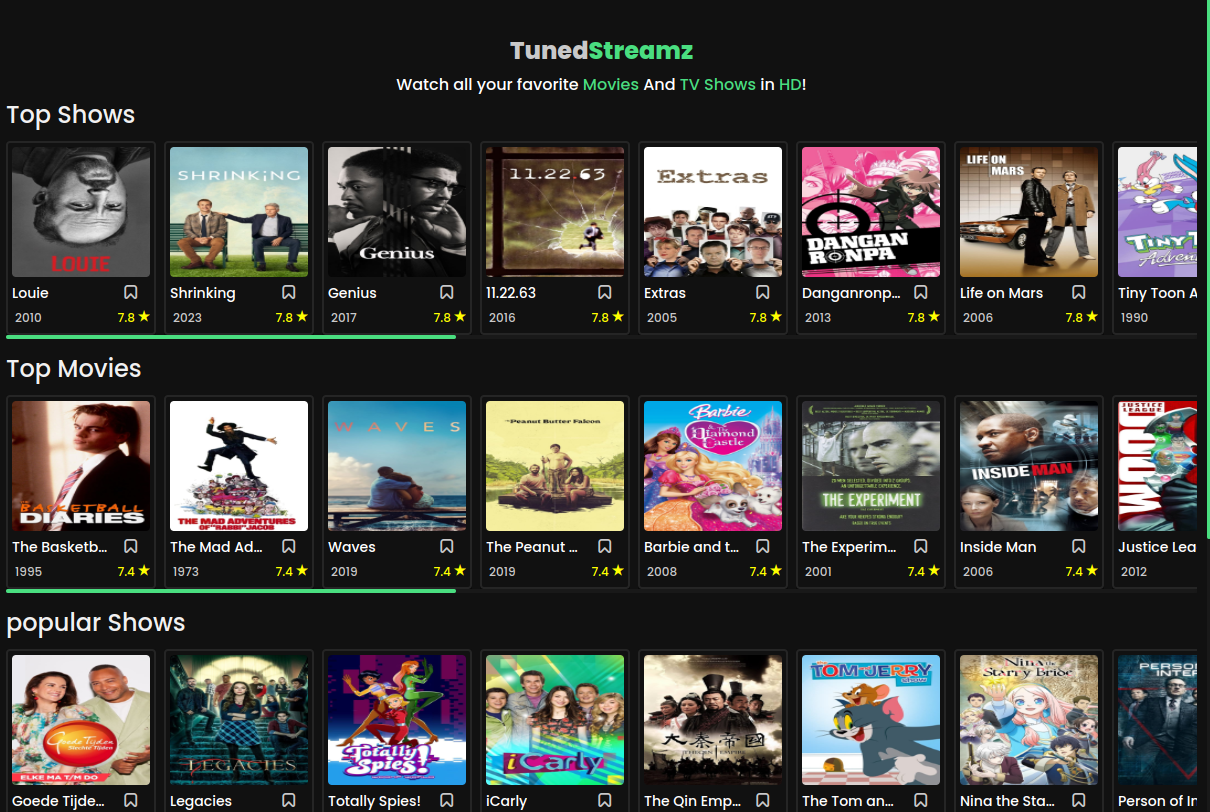 TunedStreamz
Watch all your favorite Movies And TV Shows in HD!
Top Shows
LOUIE
SHRINKING
Genius
11.22.63
Extras
DANGAN RONPA
LIFE ON MARS
TINY T
Adven
Louie
Shrinking
Genius
11.22.63
Extras
Danganronp...
Life on Mars
Tiny Toon A
2010 7.8 ★
2023 7.8 ★
2017 7.8 ★
2016 7.8 ★
2005 7.8 ★
2013 7.8 ★
2006 7.8 ★
1990
Top Movies
BASKETBALL
DIARIES
THE MAD ADVENTURES
OF "RABBI" JACOB
WAVES
The Peanut Butter Falcon
Barbie
& The
Diamond
Castle
THE EXPERIMENT
INSIDE MAN
JUSTICE
LEAGUE
The Basketb...
The Mad Ad...
Waves
The Peanut ...
Barbie and t...
The Experim...
Inside Man
Justice Lea
1995 7.4 ★
1973 7.4 ★
2019 7.4 ★
2019 7.4 ★
2008 7.4 ★
2001 7.4 ★
2006 7.4 ★
2012
popular Shows
Goede Tijden
Slechte Tijden
ELKE MA T/M DO
LEGACIES
Totally
Spies!
iCarly
大秦帝國
TOM and JERRY
SHOW
Nina the
Starry Bride
PERSO
INTER
Goede Tijde...
Legacies
Totally Spies!
iCarly
The Qin Emp...
The Tom an...
Nina the Sta...
Person of In